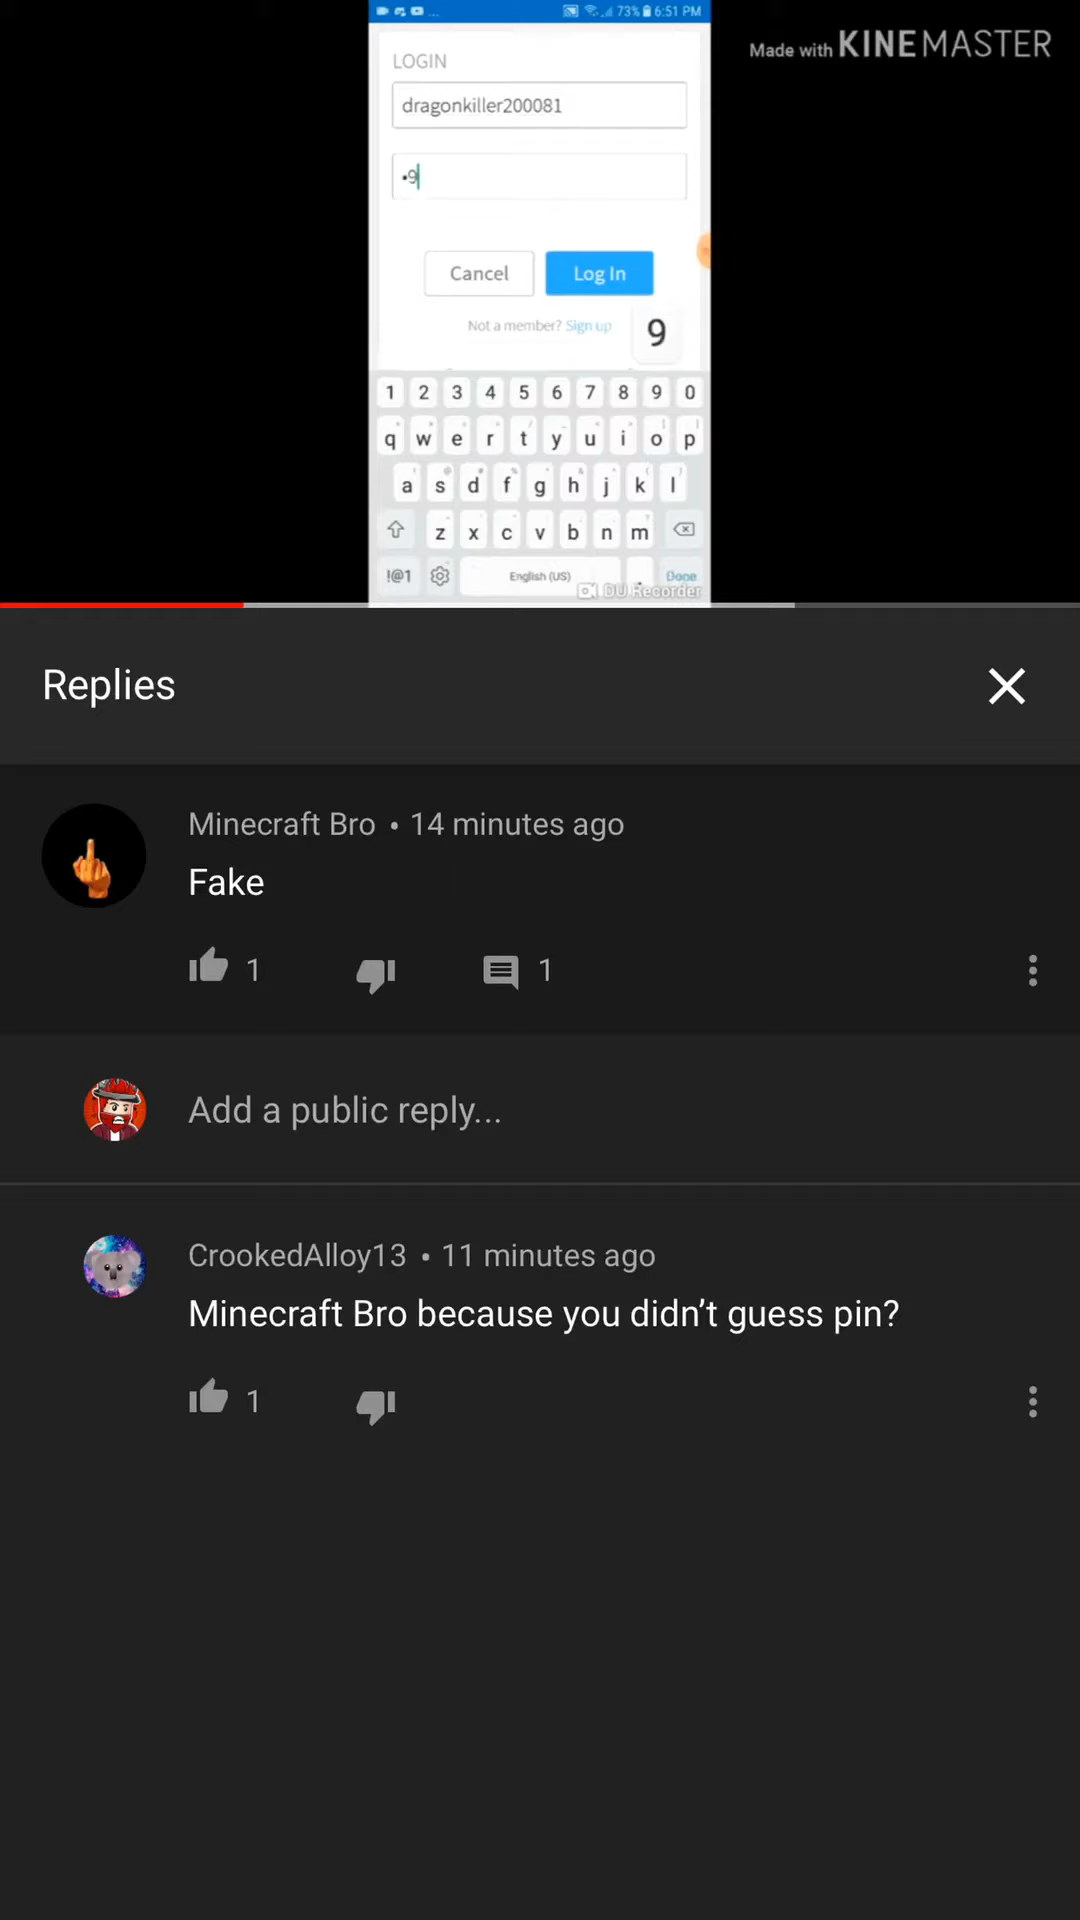 73% 6:51 PM
Made with KINEMASTER
LOGIN
dragonkiller200081
•9
Cancel Log In
Not a member? Sign up
9
1 2 3 4 5 6 7 8 9 0
q w e r t y u i o p
a s d f g h j k l
z x c v b n m
!@1 English (US) . Done
DU Recorder
Replies
Minecraft Bro • 14 minutes ago
Fake
1 1
Add a public reply...
CrookedAlloy13 • 11 minutes ago
Minecraft Bro because you didn’t guess pin?
1